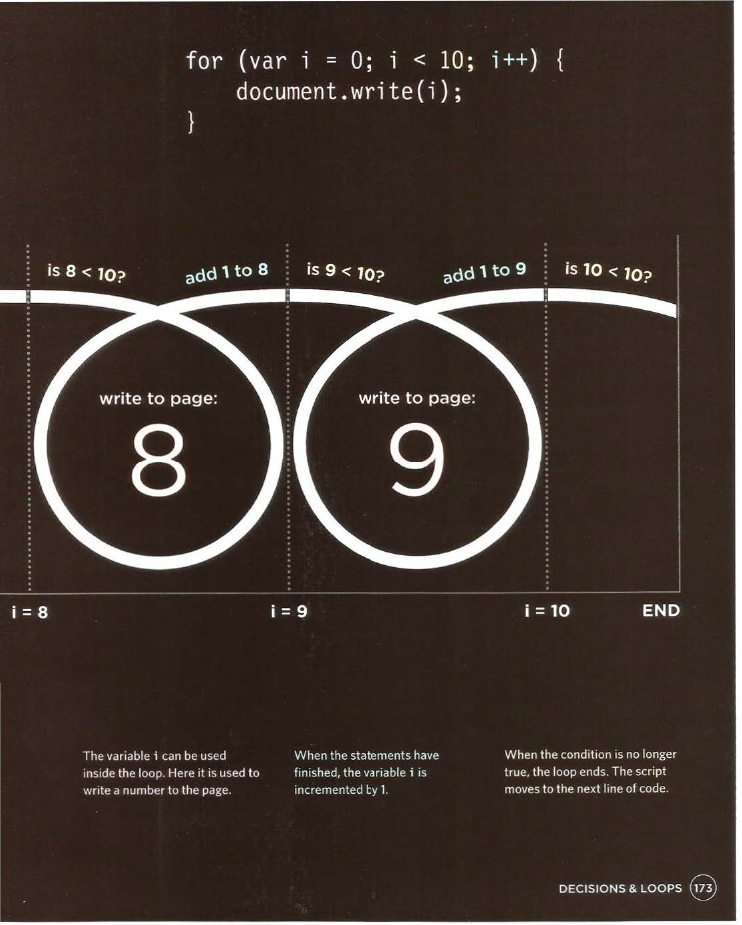 for (var i = 0; i < 10; i++) {
document.write(i);
}
is 8 < 10?
add 1 to 8
is 9 < 10?
add 1 to 9
is 10 < 10?
write to page:
8
write to page:
9
i = 8
i = 9
i = 10
END
The variable i can be used
inside the loop. Here it is used to
write a number to the page.
When the statements have
finished, the variable i is
incremented by 1.
When the condition is no longer
true, the loop ends. The script
moves to the next line of code.
DECISIONS & LOOPS 173